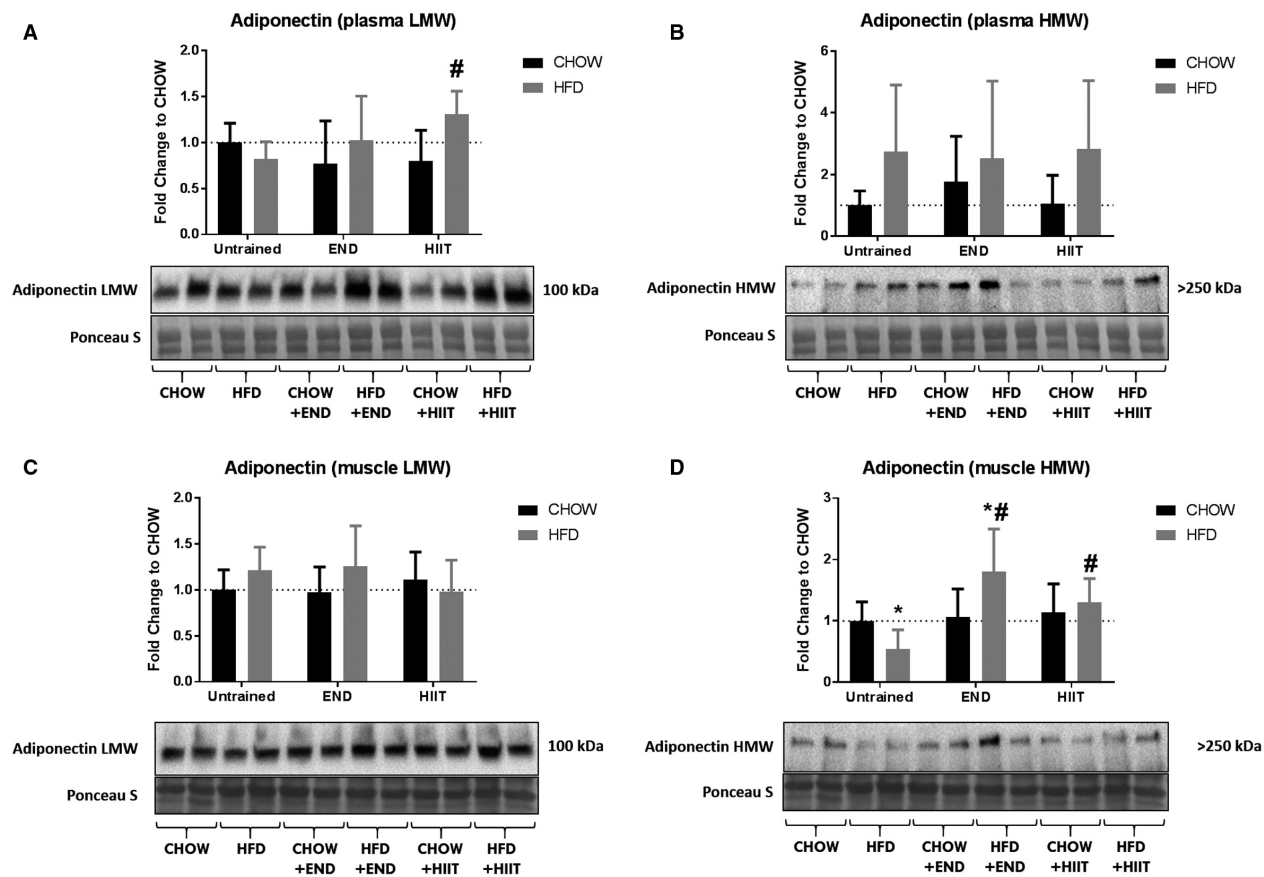 A
Adiponectin (plasma LMW)
Fold Change to CHOW
2.0
1.5
1.0
0.5
0.0
#
CHOW
HFD
Untrained
END
HIIT
Adiponectin LMW
100 kDa
Ponceau S
CHOW
HFD
CHOW
+END
HFD
+END
CHOW
+HIIT
HFD
+HIIT
B
Adiponectin (plasma HMW)
Fold Change to CHOW
6
4
2
0
CHOW
HFD
Untrained
END
HIIT
Adiponectin HMW
>250 kDa
Ponceau S
CHOW
HFD
CHOW
+END
HFD
+END
CHOW
+HIIT
HFD
+HIIT
C
Adiponectin (muscle LMW)
Fold Change to CHOW
2.0
1.5
1.0
0.5
0.0
CHOW
HFD
Untrained
END
HIIT
Adiponectin LMW
100 kDa
Ponceau S
CHOW
HFD
CHOW
+END
HFD
+END
CHOW
+HIIT
HFD
+HIIT
D
Adiponectin (muscle HMW)
Fold Change to CHOW
3
2
1
0
*
*#
#
CHOW
HFD
Untrained
END
HIIT
Adiponectin HMW
>250 kDa
Ponceau S
CHOW
HFD
CHOW
+END
HFD
+END
CHOW
+HIIT
HFD
+HIIT